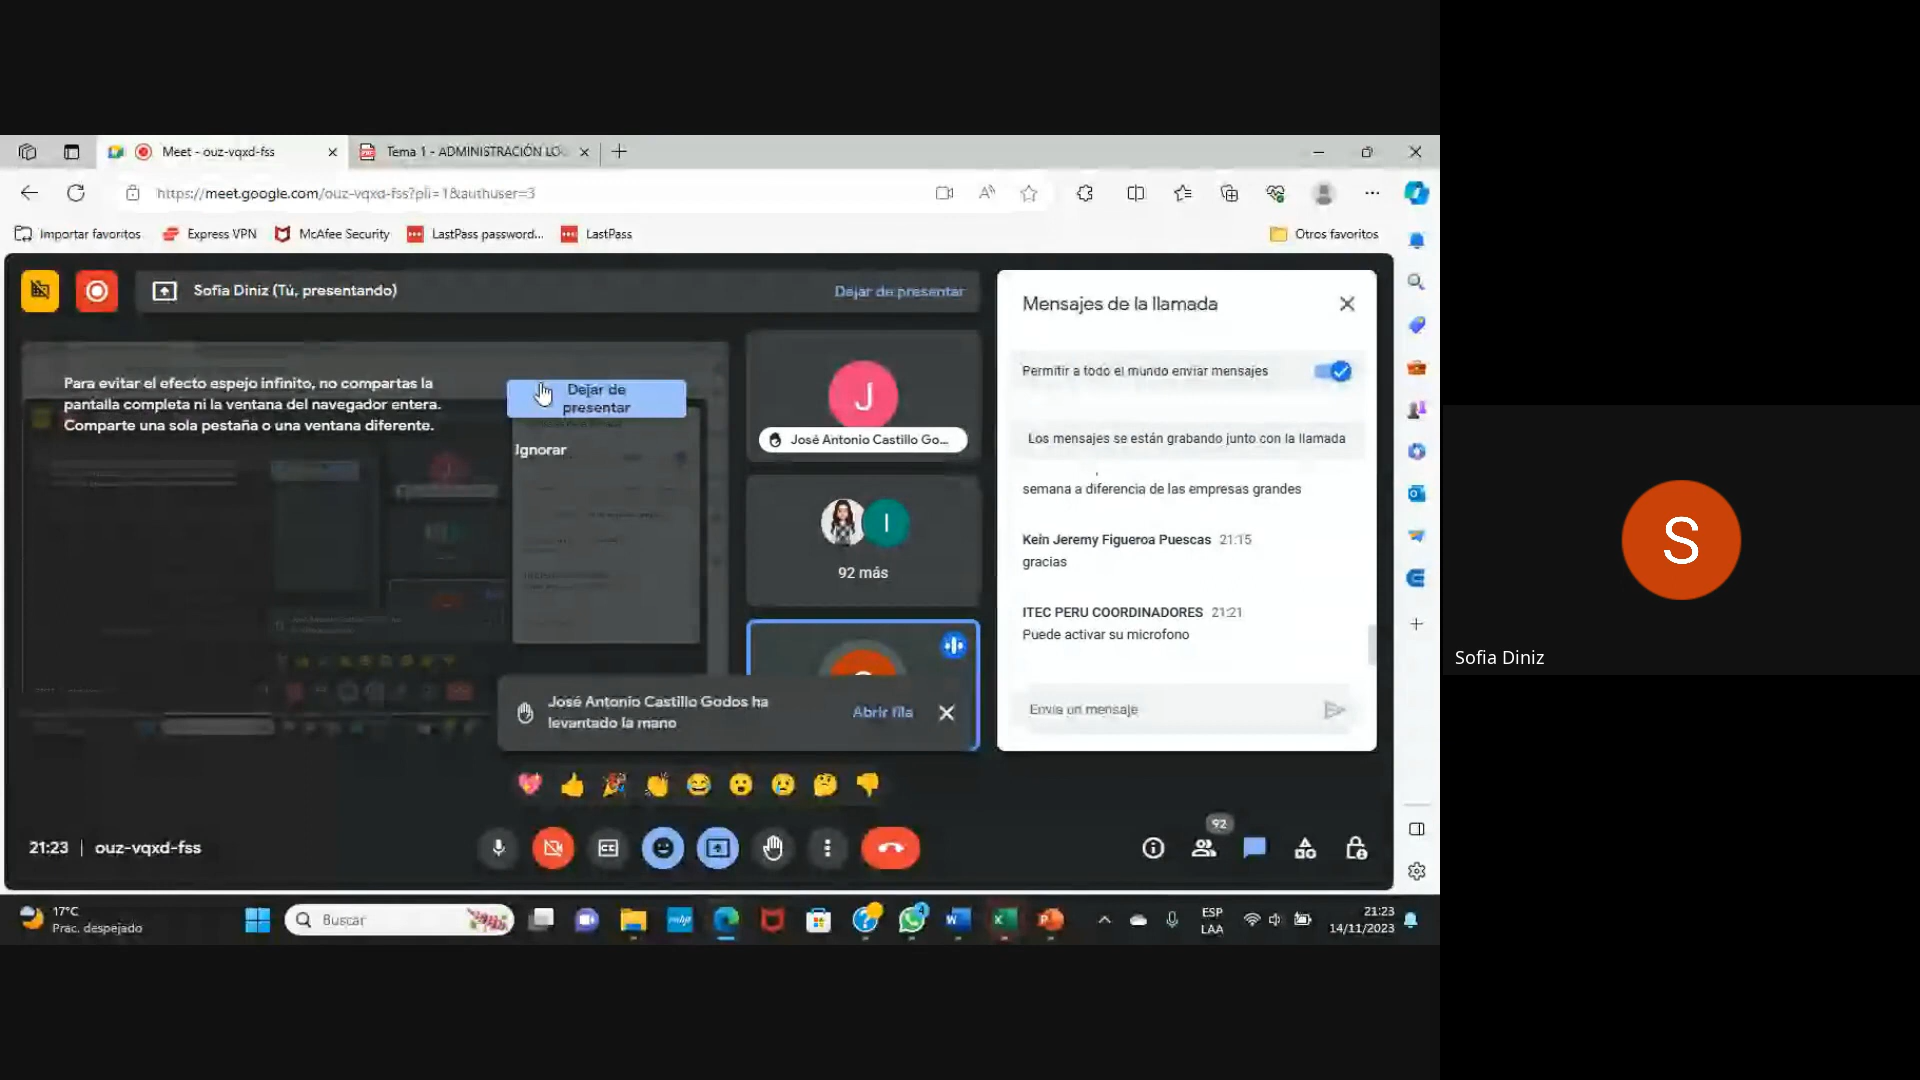 Meet - ouz-vqxd-fss
Tema 1 - ADMINISTRACIÓN LO
https://meet.google.com/ouz-vqxd-fss?pli=1&authuser=3
Importar favoritos
Express VPN
McAfee Security
LastPass password...
LastPass
Otros favoritos
Sofia Diniz (Tú, presentando)
Dejar de presentar
Para evitar el efecto espejo infinito, no compartas la
pantalla completa ni la ventana del navegador entera.
Comparte una sola pestaña o una ventana diferente.
Dejar de
presentar
Ignorar
J
José Antonio Castillo Go...
I
92 más
José Antonio Castillo Godos ha
levantado la mano
Abrir fila
Mensajes de la llamada
Permitir a todo el mundo enviar mensajes
Los mensajes se están grabando junto con la llamada
semana a diferencia de las empresas grandes
Kein Jeremy Figueroa Puescas 21:15
gracias
ITEC PERU COORDINADORES 21:21
Puede activar su microfono
Envía un mensaje
21:23 | ouz-vqxd-fss
92
17°C
Prac. despejado
Buscar
ESP
LAA
21:23
14/11/2023
S
Sofia Diniz